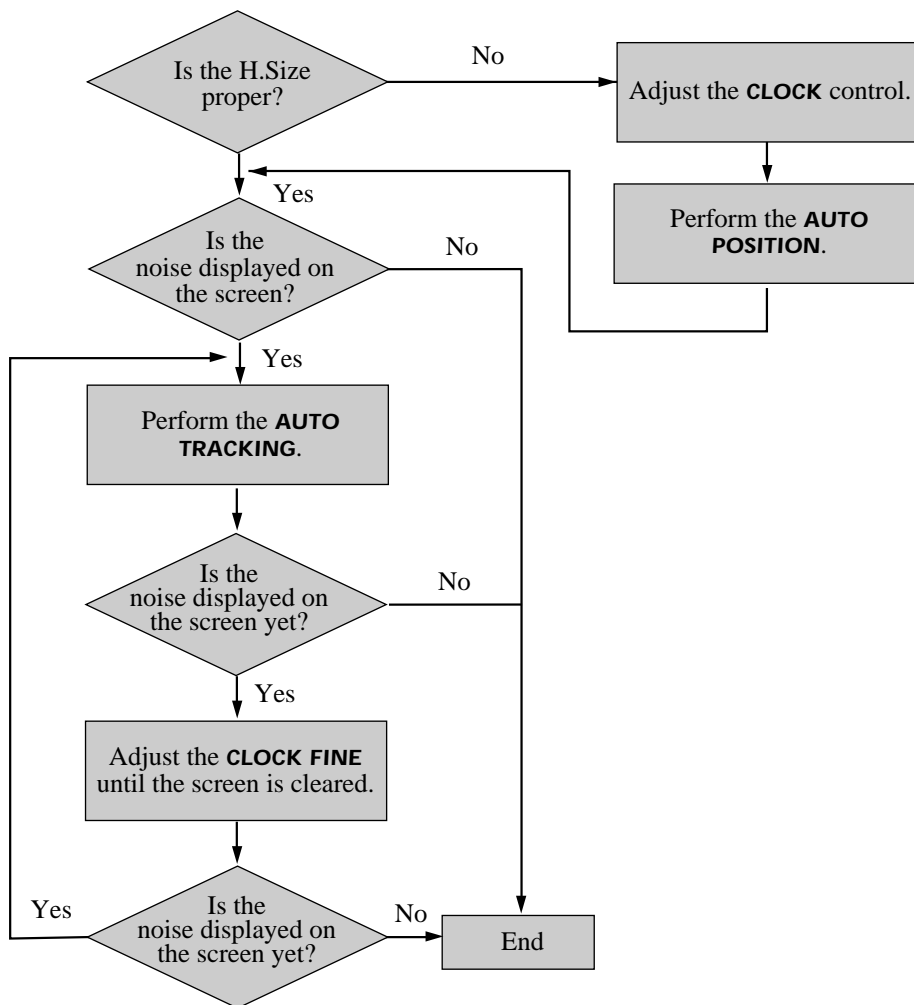 Is the H.Size
proper?
No
Adjust the CLOCK control.
Yes
Perform the AUTO
POSITION.
Is the
noise displayed on
the screen?
No
Yes
Perform the AUTO
TRACKING.
Is the
noise displayed on
the screen yet?
No
Yes
Adjust the CLOCK FINE
until the screen is cleared.
Yes
Is the
noise displayed on
the screen yet?
No
End